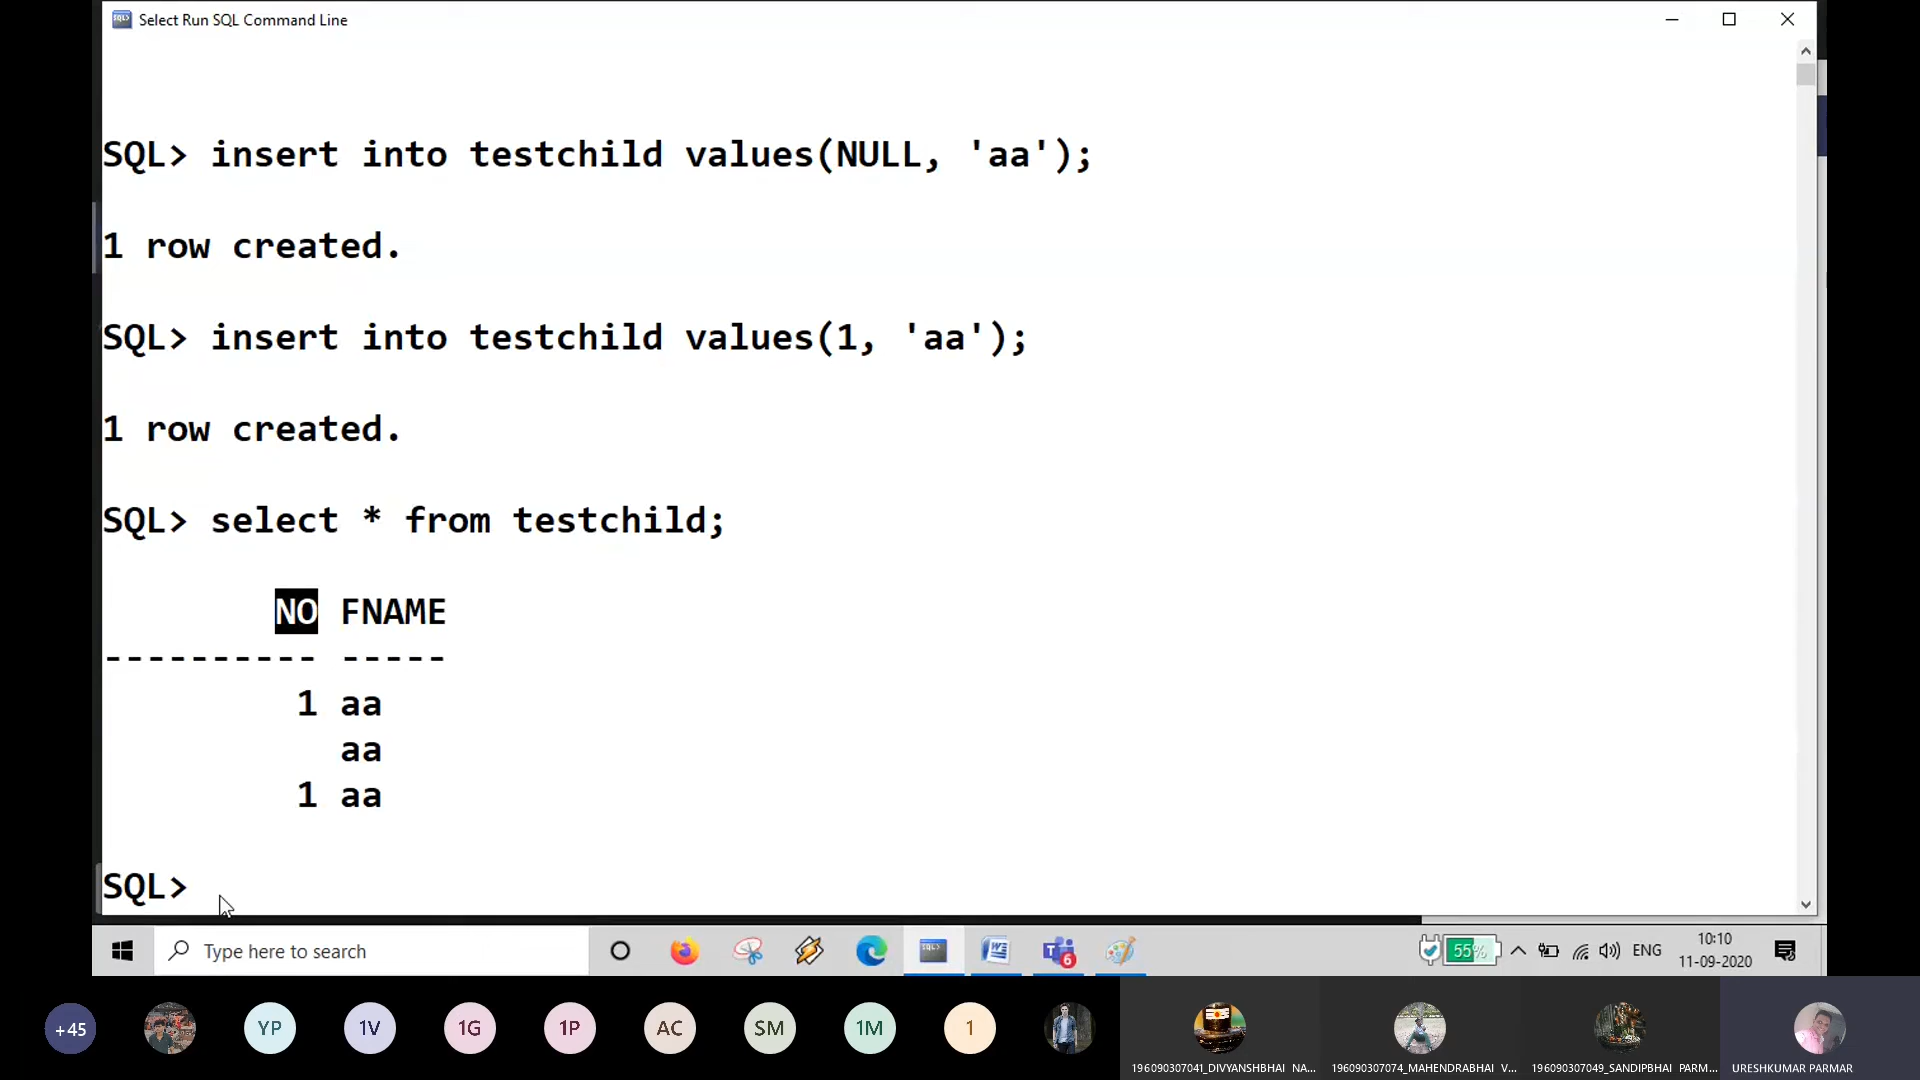 Select Run SQL Command Line
SQL> insert into testchild values(NULL, 'aa');
1 row created.
SQL> insert into testchild values(1, 'aa');
1 row created.
SQL> select * from testchild;
NO FNAME
---------- -----
1 aa
aa
1 aa
SQL>
Type here to search
6
55%
ENG
10:10
11-09-2020
+45
YP
1V
1G
1P
AC
SM
1M
1
196090307041_DIVYANSHBHAI NA...
196090307074_MAHENDRABHAI V...
196090307049_SANDIPBHAI PARM...
URESHKUMAR PARMAR